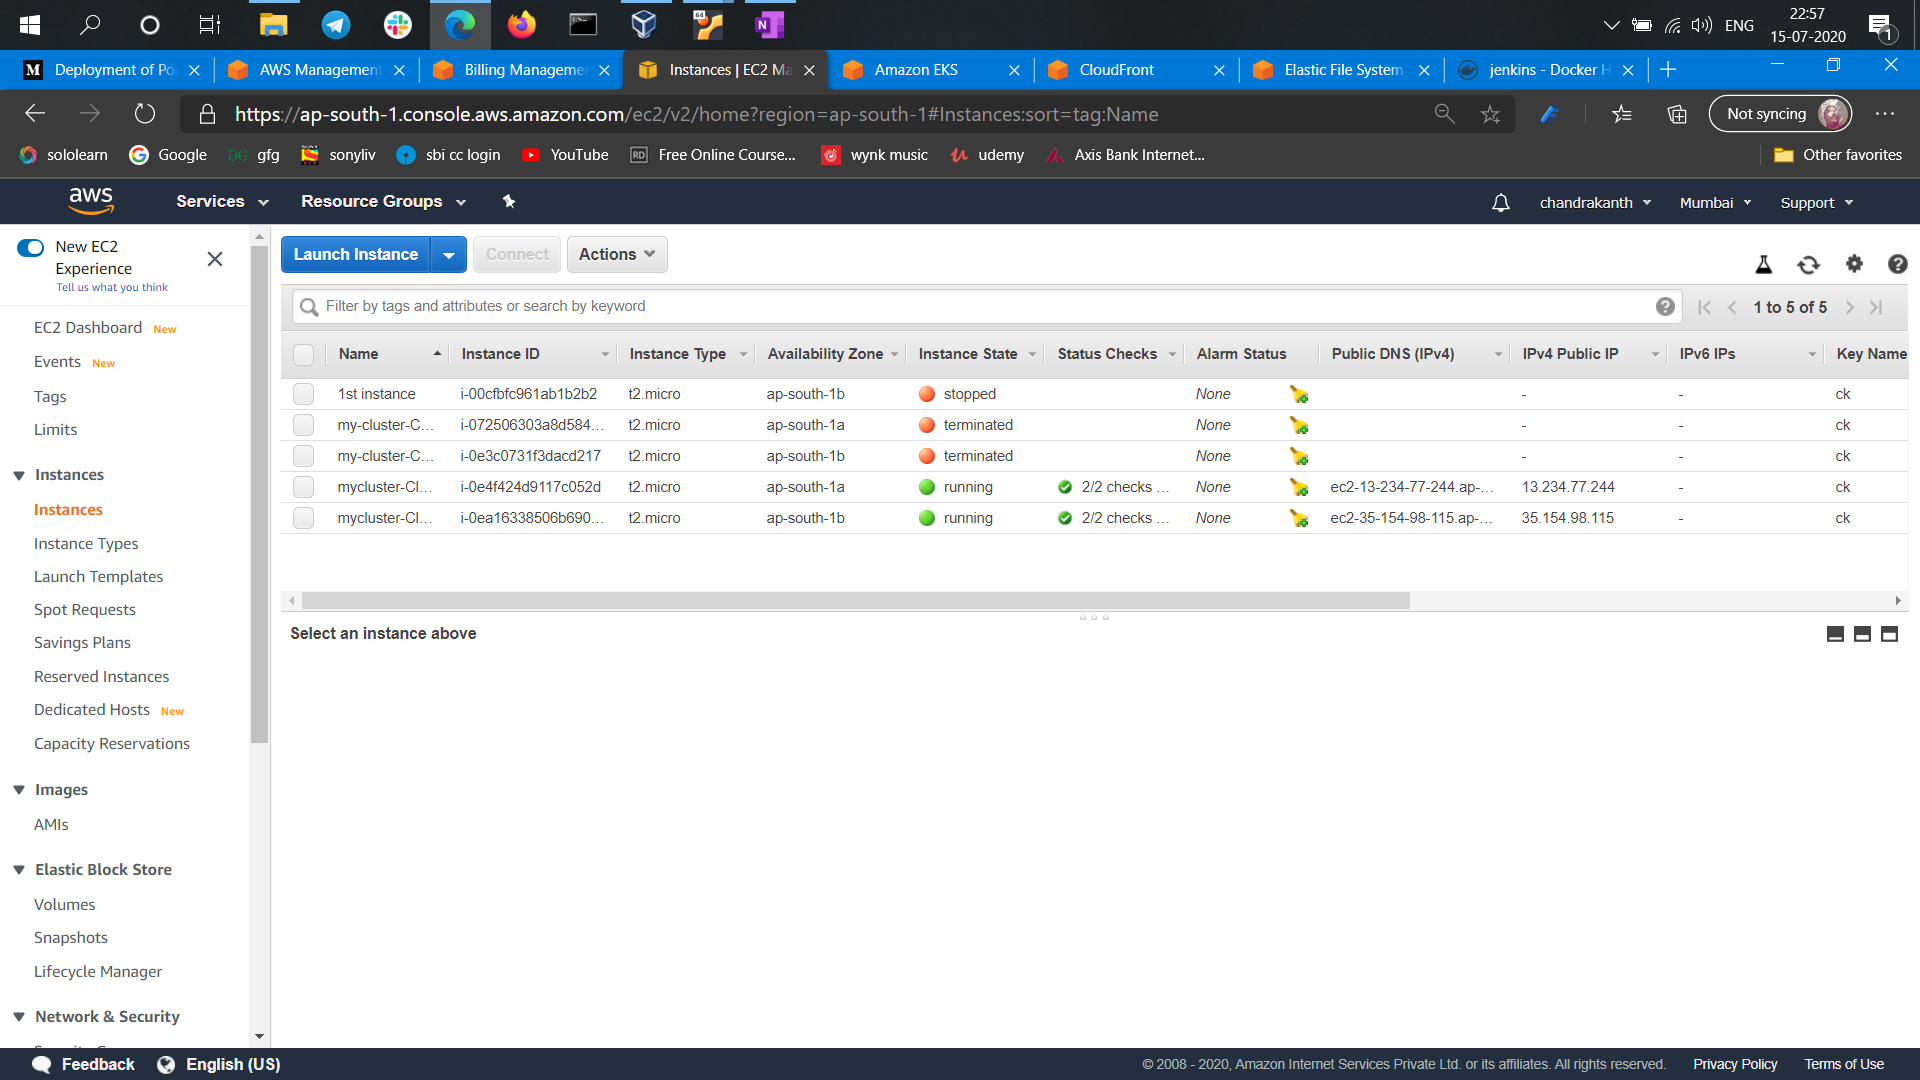 22:57
ENG
15-07-2020
1
Deployment of Po
AWS Management
Billing Manageme
Instances | EC2 Ma
Amazon EKS
CloudFront
Elastic File System
jenkins - Docker H
https://ap-south-1.console.aws.amazon.com/ec2/v2/home?region=ap-south-1#Instances:sort=tag:Name
Not syncing
sololearn
Google
gfg
sonyliv
sbi cc login
YouTube
Free Online Course...
wynk music
udemy
Axis Bank Internet...
Other favorites
aws
Services
Resource Groups
chandrakanth
Mumbai
Support
New EC2
Experience
Tell us what you think
EC2 Dashboard New
Events New
Tags
Limits
Instances
Instances
Instance Types
Launch Templates
Spot Requests
Savings Plans
Reserved Instances
Dedicated Hosts New
Capacity Reservations
Images
AMIs
Elastic Block Store
Volumes
Snapshots
Lifecycle Manager
Network & Security
Launch Instance
Connect
Actions
Filter by tags and attributes or search by keyword
1 to 5 of 5
Name Instance ID Instance Type Availability Zone Instance State Status Checks Alarm Status Public DNS (IPv4) IPv4 Public IP IPv6 IPs Key Name
1st instance i-00cfbfc961ab1b2b2 t2.micro ap-south-1b stopped None - - ck
my-cluster-C... i-072506303a8d584... t2.micro ap-south-1a terminated None - - ck
my-cluster-C... i-0e3c0731f3dacd217 t2.micro ap-south-1b terminated None - - ck
mycluster-Cl... i-0e4f424d9117c052d t2.micro ap-south-1a running 2/2 checks ... None ec2-13-234-77-244.ap-... 13.234.77.244 - ck
mycluster-Cl... i-0ea16338506b690... t2.micro ap-south-1b running 2/2 checks ... None ec2-35-154-98-115.ap-... 35.154.98.115 - ck
Select an instance above
Feedback
English (US)
© 2008 - 2020, Amazon Internet Services Private Ltd. or its affiliates. All rights reserved.
Privacy Policy
Terms of Use